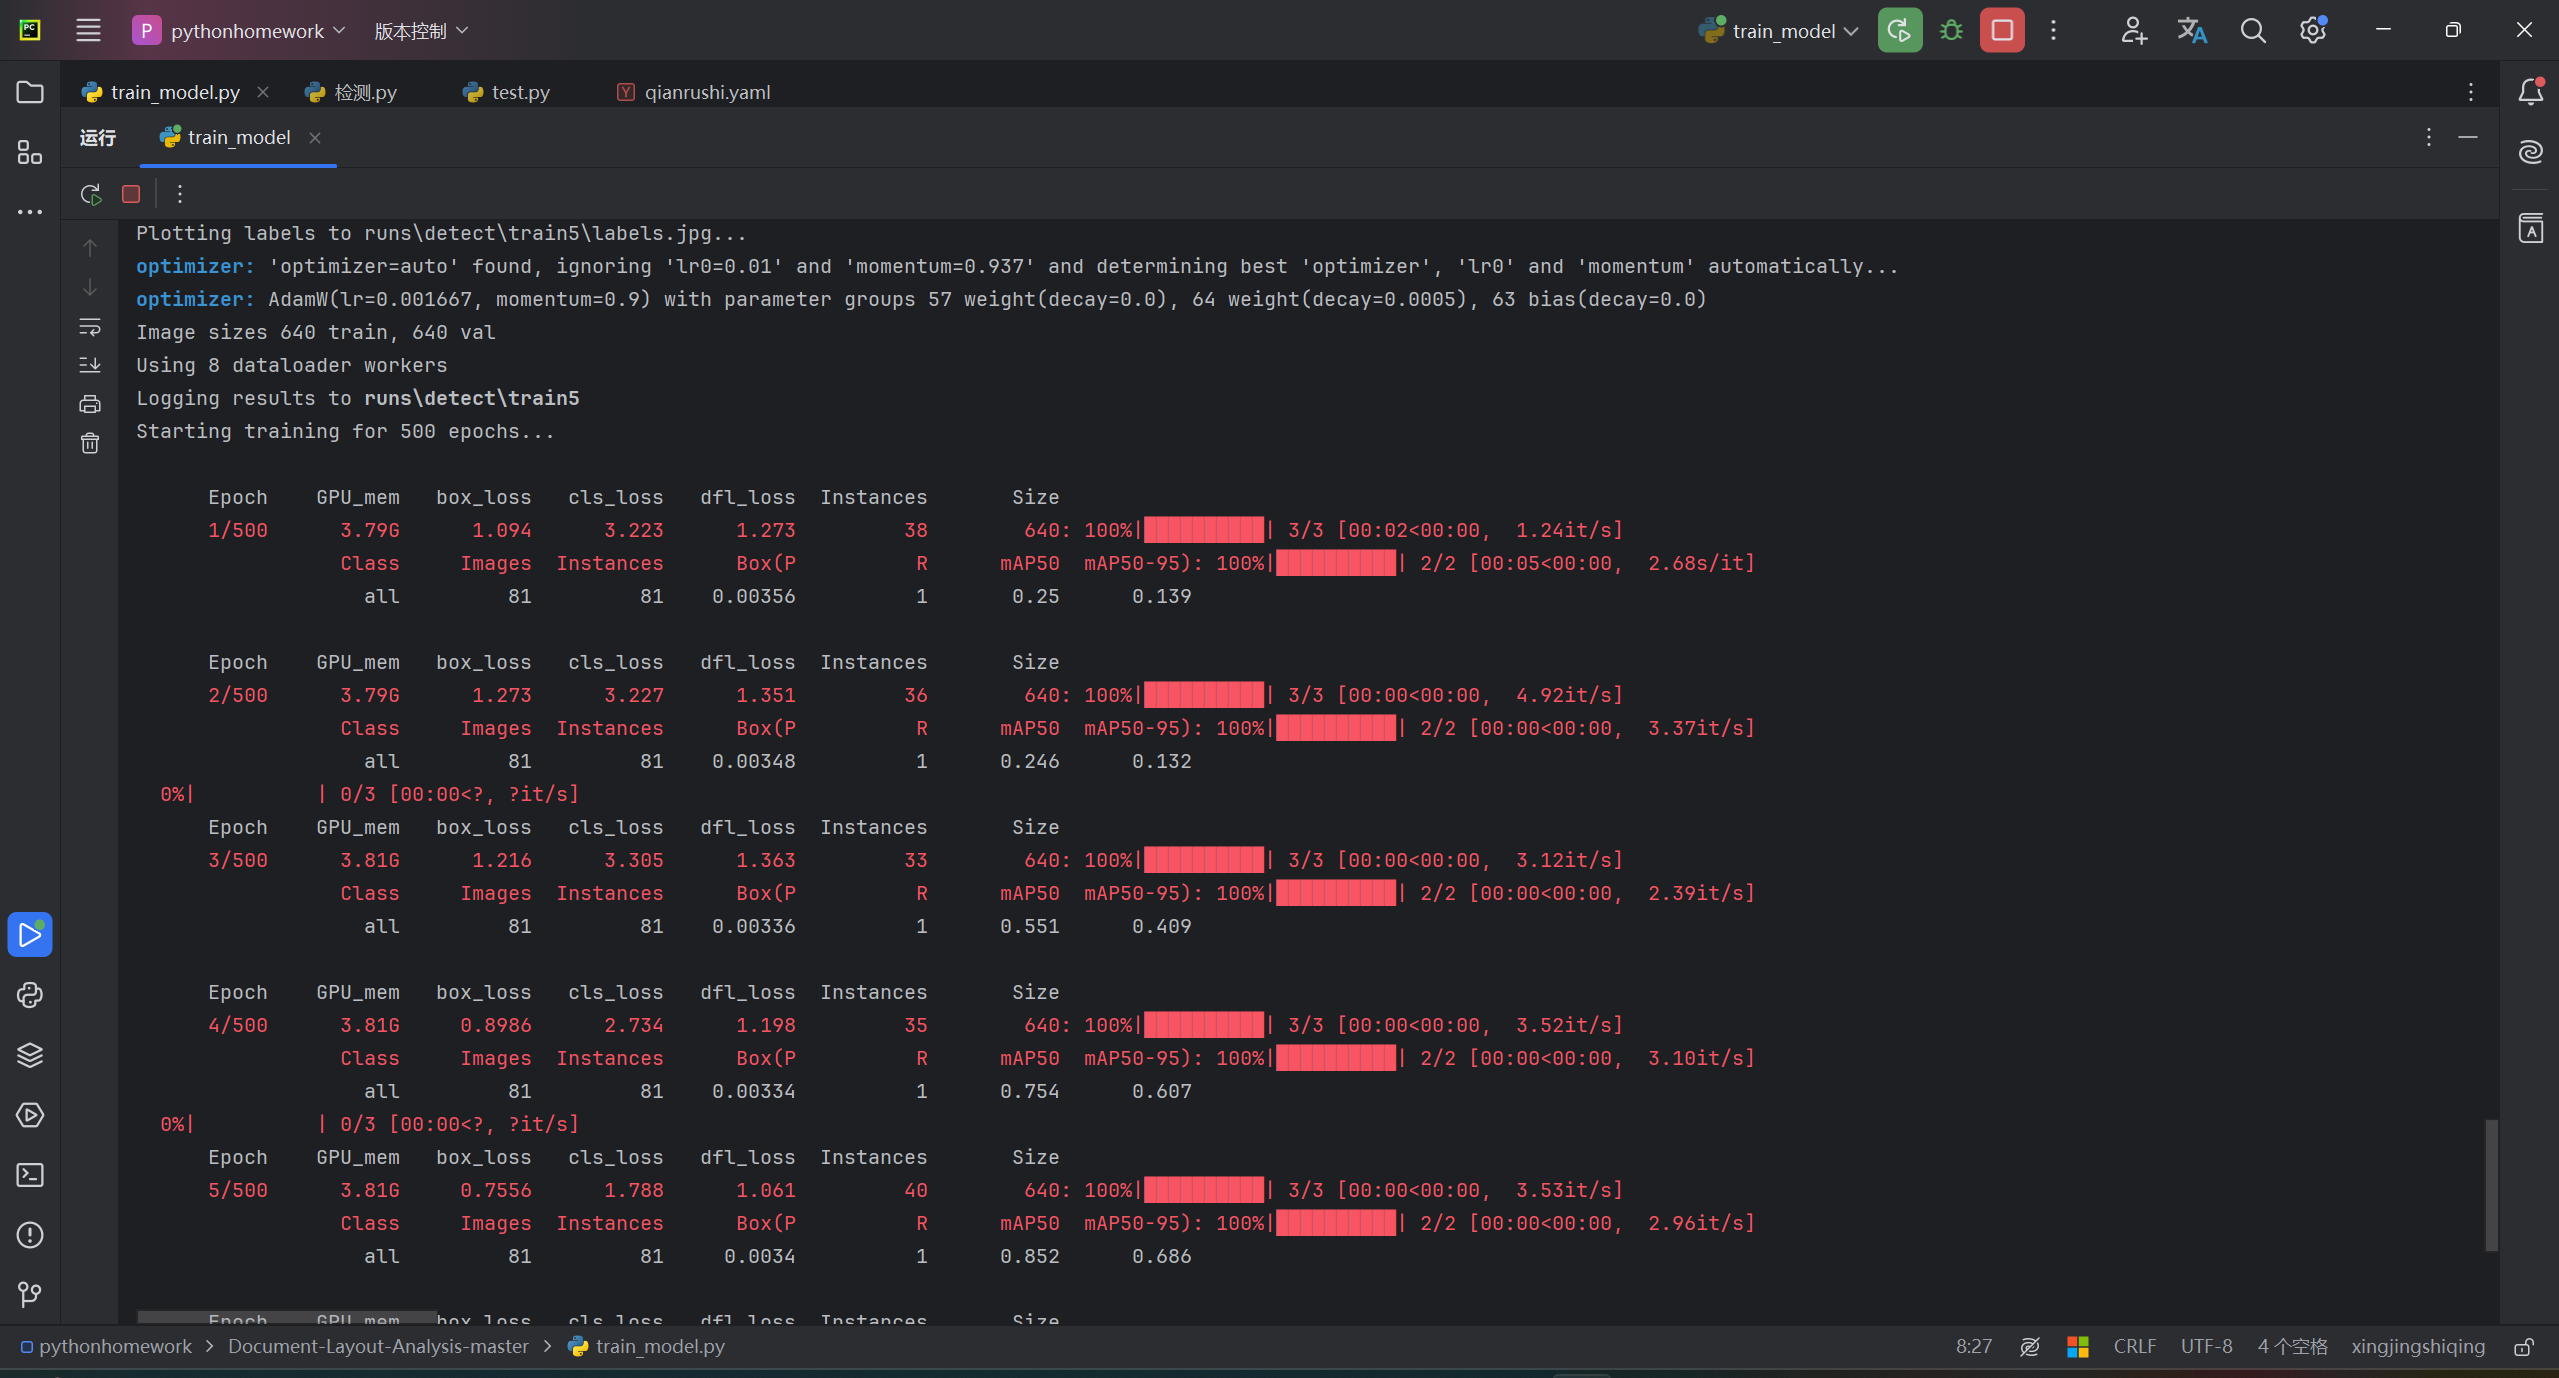 PC
P pythonhomework 版本控制 train_model
train_model.py 检测.py test.py Y qianrushi.yaml
运行 train_model
Plotting labels to runs\detect\train5\labels.jpg...
optimizer: 'optimizer=auto' found, ignoring 'lr0=0.01' and 'momentum=0.937' and determining best 'optimizer', 'lr0' and 'momentum' automatically...
optimizer: AdamW(lr=0.001667, momentum=0.9) with parameter groups 57 weight(decay=0.0), 64 weight(decay=0.0005), 63 bias(decay=0.0)
Image sizes 640 train, 640 val
Using 8 dataloader workers
Logging results to runs\detect\train5
Starting training for 500 epochs...
Epoch GPU_mem box_loss cls_loss dfl_loss Instances Size
1/500 3.79G 1.094 3.223 1.273 38 640: 100%|██████████| 3/3 [00:02<00:00, 1.24it/s]
Class Images Instances Box(P R mAP50 mAP50-95): 100%|██████████| 2/2 [00:05<00:00, 2.68s/it]
all 81 81 0.00356 1 0.25 0.139
Epoch GPU_mem box_loss cls_loss dfl_loss Instances Size
2/500 3.79G 1.273 3.227 1.351 36 640: 100%|██████████| 3/3 [00:00<00:00, 4.92it/s]
Class Images Instances Box(P R mAP50 mAP50-95): 100%|██████████| 2/2 [00:00<00:00, 3.37it/s]
all 81 81 0.00348 1 0.246 0.132
0%| | 0/3 [00:00<?, ?it/s]
Epoch GPU_mem box_loss cls_loss dfl_loss Instances Size
3/500 3.81G 1.216 3.305 1.363 33 640: 100%|██████████| 3/3 [00:00<00:00, 3.12it/s]
Class Images Instances Box(P R mAP50 mAP50-95): 100%|██████████| 2/2 [00:00<00:00, 2.39it/s]
all 81 81 0.00336 1 0.551 0.409
Epoch GPU_mem box_loss cls_loss dfl_loss Instances Size
4/500 3.81G 0.8986 2.734 1.198 35 640: 100%|██████████| 3/3 [00:00<00:00, 3.52it/s]
Class Images Instances Box(P R mAP50 mAP50-95): 100%|██████████| 2/2 [00:00<00:00, 3.10it/s]
all 81 81 0.00334 1 0.754 0.607
0%| | 0/3 [00:00<?, ?it/s]
Epoch GPU_mem box_loss cls_loss dfl_loss Instances Size
5/500 3.81G 0.7556 1.788 1.061 40 640: 100%|██████████| 3/3 [00:00<00:00, 3.53it/s]
Class Images Instances Box(P R mAP50 mAP50-95): 100%|██████████| 2/2 [00:00<00:00, 2.96it/s]
all 81 81 0.0034 1 0.852 0.686
Epoch GPU_mem box_loss cls_loss dfl_loss Instances Size
pythonhomework > Document-Layout-Analysis-master > train_model.py 8:27 CRLF UTF-8 4 个空格 xingjingshiqing